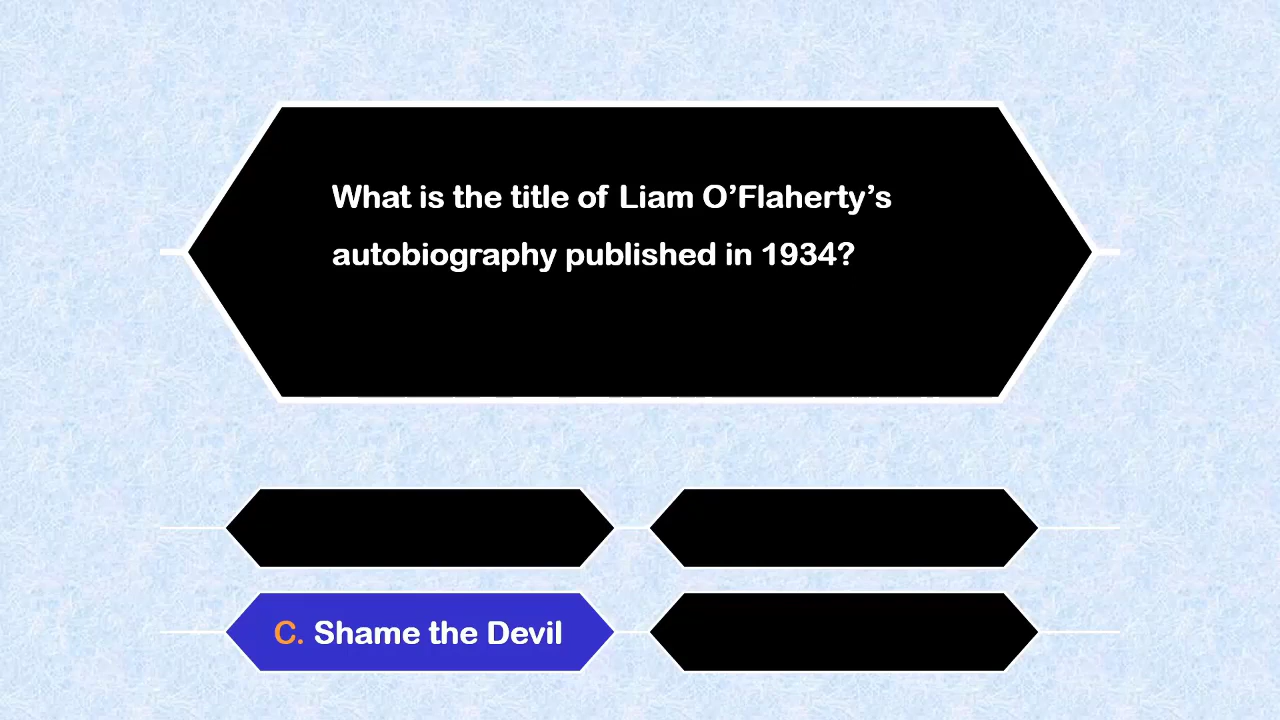 What is the title of Liam O’Flaherty’s
autobiography published in 1934?
C. Shame the Devil